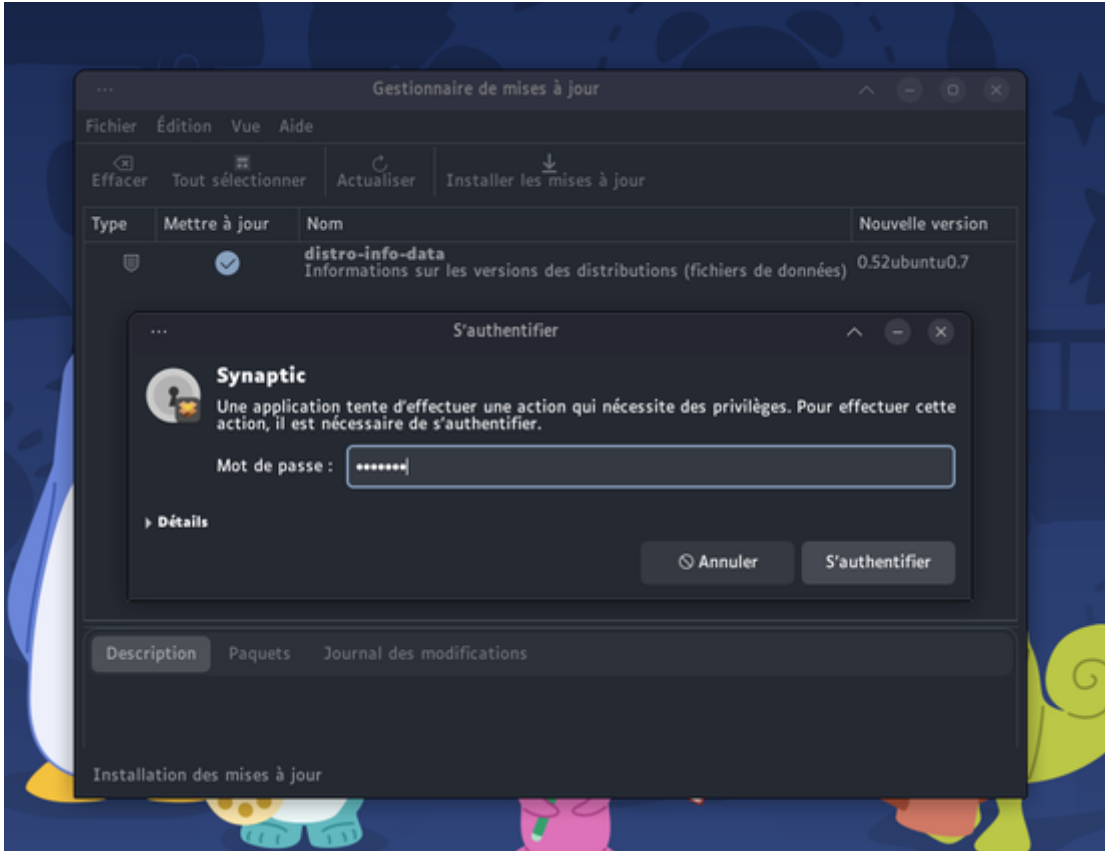 Gestionnaire de mises à jour
Fichier Édition Vue Aide
Effacer Tout sélectionner Actualiser Installer les mises à jour
Type Mettre à jour Nom Nouvelle version
distro-info-data
Informations sur les versions des distributions (fichiers de données) 0.52ubuntu0.7
S'authentifier
Synaptic
Une application tente d'effectuer une action qui nécessite des privilèges. Pour effectuer cette
action, il est nécessaire de s'authentifier.
Mot de passe : •••••••
Détails
Annuler S'authentifier
Description Paquets Journal des modifications
Installation des mises à jour